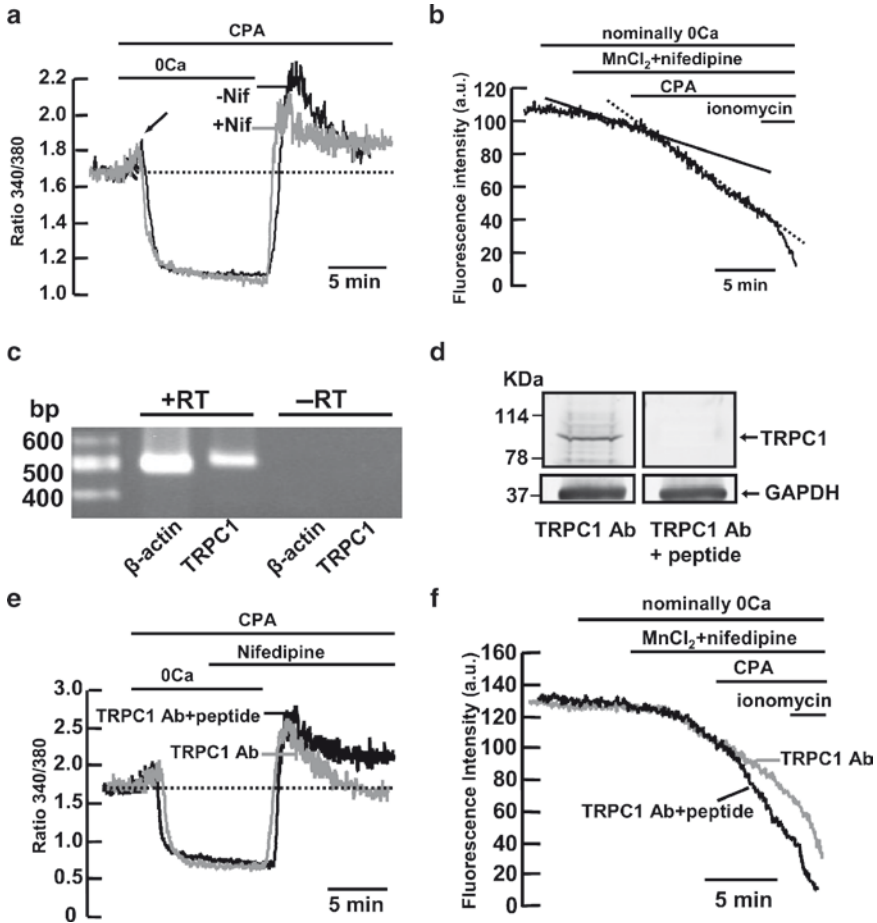 a
CPA
0Ca
-Nif
+Nif
Ratio 340/380
2.2
2.0
1.8
1.6
1.4
1.2
1.0
5 min
b
nominally 0Ca
MnCl₂+nifedipine
CPA
ionomycin
Fluorescence intensity (a.u.)
120
100
80
60
40
20
0
5 min
c
+RT
–RT
bp
600
500
400
β-actin
TRPC1
β-actin
TRPC1
d
KDa
114
78
37
TRPC1
GAPDH
TRPC1 Ab
TRPC1 Ab
+ peptide
e
CPA
Nifedipine
0Ca
TRPC1 Ab+peptide
TRPC1 Ab
Ratio 340/380
3.0
2.5
2.0
1.5
1.0
0.5
0
5 min
f
nominally 0Ca
MnCl₂+nifedipine
CPA
ionomycin
TRPC1 Ab
TRPC1 Ab+peptide
Fluorescence Intensity (a.u.)
160
140
120
100
80
60
40
20
0
5 min